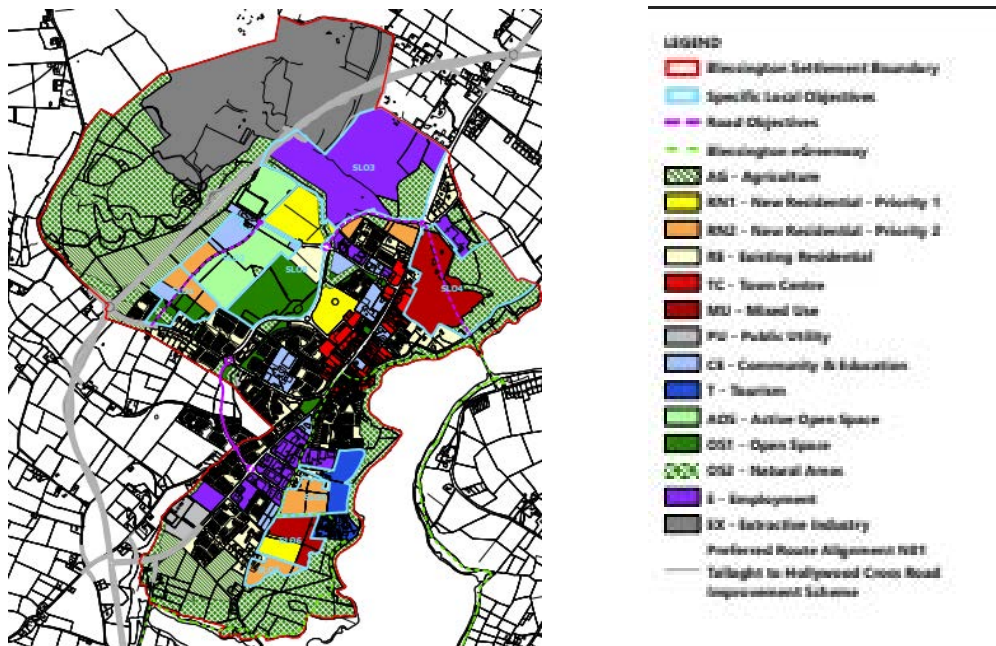 SLO3
SLO4
SLO6
LEGEND
Blessington Settlement Boundary
Specific Local Objectives
Road Objectives
Blessington eGreenway
AG - Agriculture
RN1 - New Residential - Priority 1
RN2 - New Residential - Priority 2
RE - Existing Residential
TC - Town Centre
MU - Mixed Use
PU - Public Utility
CE - Community & Education
T - Tourism
AOS - Active Open Space
OS1 - Open Space
OS2 - Natural Areas
E - Employment
EX - Extractive Industry
Preferred Route Alignment N81
Tallaght to Hollywood Cross Road
Improvement Scheme